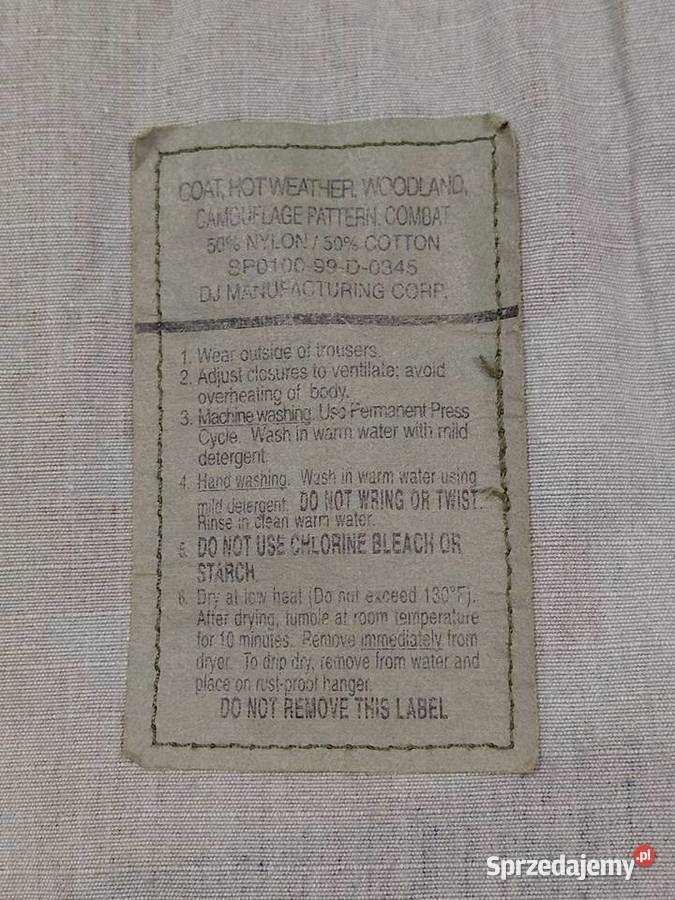 COAT, HOT WEATHER, WOODLAND,
CAMOUFLAGE PATTERN, COMBAT
50% NYLON / 50% COTTON
SP0100-99-D-0345
DJ MANUFACTURING CORP.
1. Wear outside of trousers.
2. Adjust closures to ventilate; avoid
overheating of body.
3. Machine washing. Use Permanent Press
Cycle. Wash in warm water with mild
detergent.
4. Hand washing. Wash in warm water using
mild detergent. DO NOT WRING OR TWIST.
Rinse in clean warm water.
5. DO NOT USE CHLORINE BLEACH OR
STARCH
6. Dry at low heat (Do not exceed 130°F).
After drying, tumble at room temperature
for 10 minutes. Remove immediately from
dryer. To drip dry, remove from water and
place on rust-proof hanger.
DO NOT REMOVE THIS LABEL
Sprzedajemy.pl